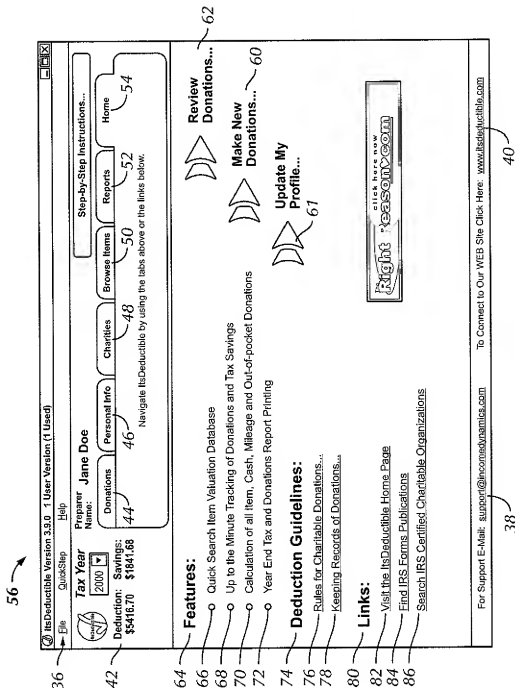 56
ItsDeductible Version 3.9.0 1 User Version (1 Used)
36
File QuickStep Help
Tax Year
2000
Preparer Name: Jane Doe
Step-by-Step Instructions...
42
Deduction: Savings:
$5416.70 $1841.68
Donations Personal Info Charities Browse Items Reports Home
44 46 48 50 52 54
Navigate ItsDeductible by using the tabs above or the links below.
64
Features:
66
Quick Search Item Valuation Database
68
Up to the Minute Tracking of Donations and Tax Savings
70
Calculation of all Item, Cash, Mileage and Out-of-pocket Donations
72
Year End Tax and Donations Report Printing
Review Donations...
62
Make New Donations...
60
Update My Profile...
61
74
Deduction Guidelines:
76
Rules for Charitable Donations...
78
Keeping Records of Donations...
80
Links:
82
Visit the ItsDeductible Home Page
84
Find IRS Forms Publications
86
Search IRS Certified Charitable Organizations
The Right Reason.com
click here now
For Support E-Mail: support@incomedynamics.com
38
To Connect to Our WEB Site Click Here: www.itsdeductible.com
40